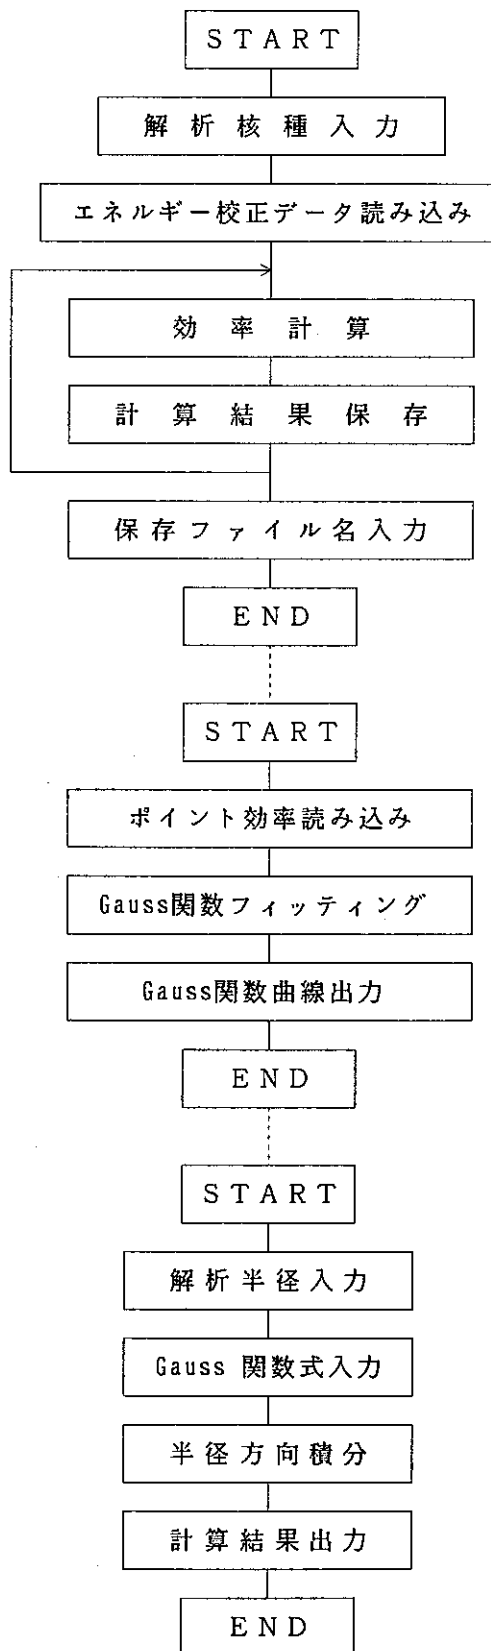 START
解析核種入力
エネルギー校正データ読み込み
効率計算
計算結果保存
保存ファイル名入力
END
START
ポイント効率読み込み
Gauss関数フィッティング
Gauss関数曲線出力
END
START
解析半径入力
Gauss 関数式入力
半径方向積分
計算結果出力
END